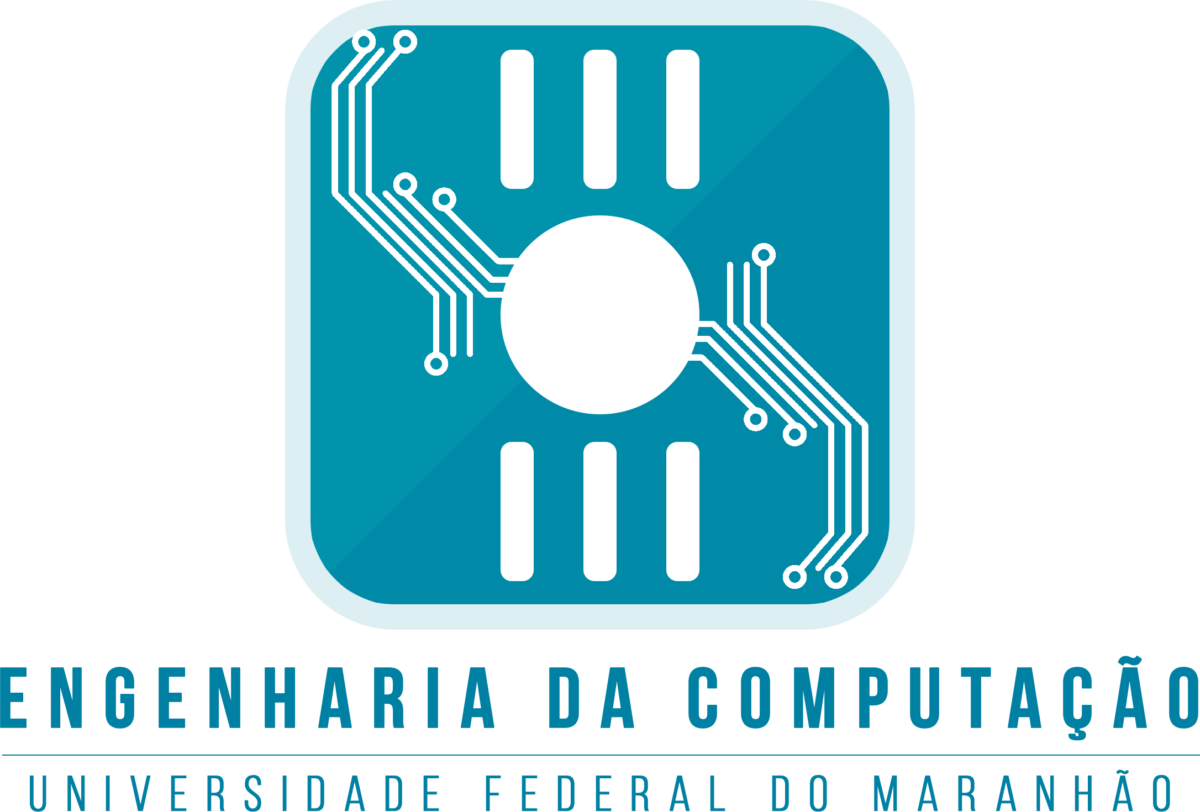 ENGENHARIA DA COMPUTAÇÃO
UNIVERSIDADE FEDERAL DO MARANHÃO